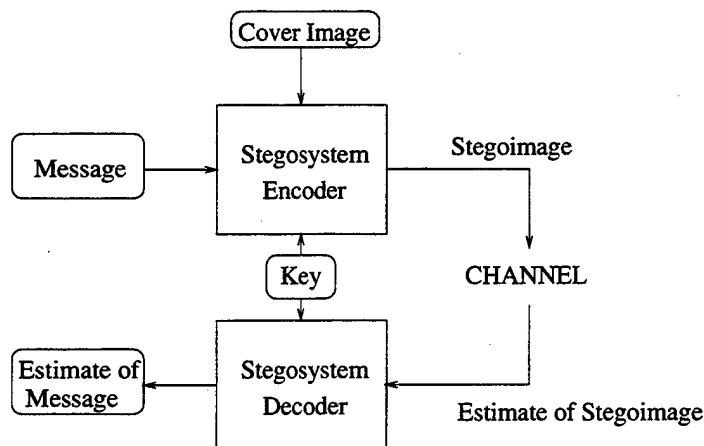 Cover Image
Message
Stegosystem
Encoder
Stegoimage
Key
CHANNEL
Estimate of
Message
Stegosystem
Decoder
Estimate of Stegoimage